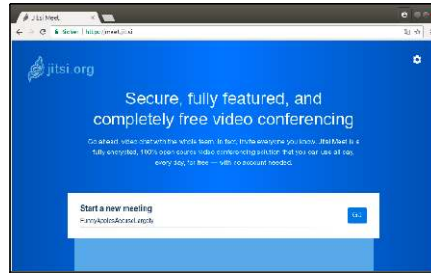 Jitsi Meet
Sicher | https://meet.jit.si
jitsi.org
Secure, fully featured, and
completely free video conferencing
Go ahead, video chat with the whole team. In fact, invite everyone you know. Jitsi Meet is a
fully encrypted, 100% open source video conferencing solution that you can use all day,
every day, for free — with no account needed.
Start a new meeting
GO